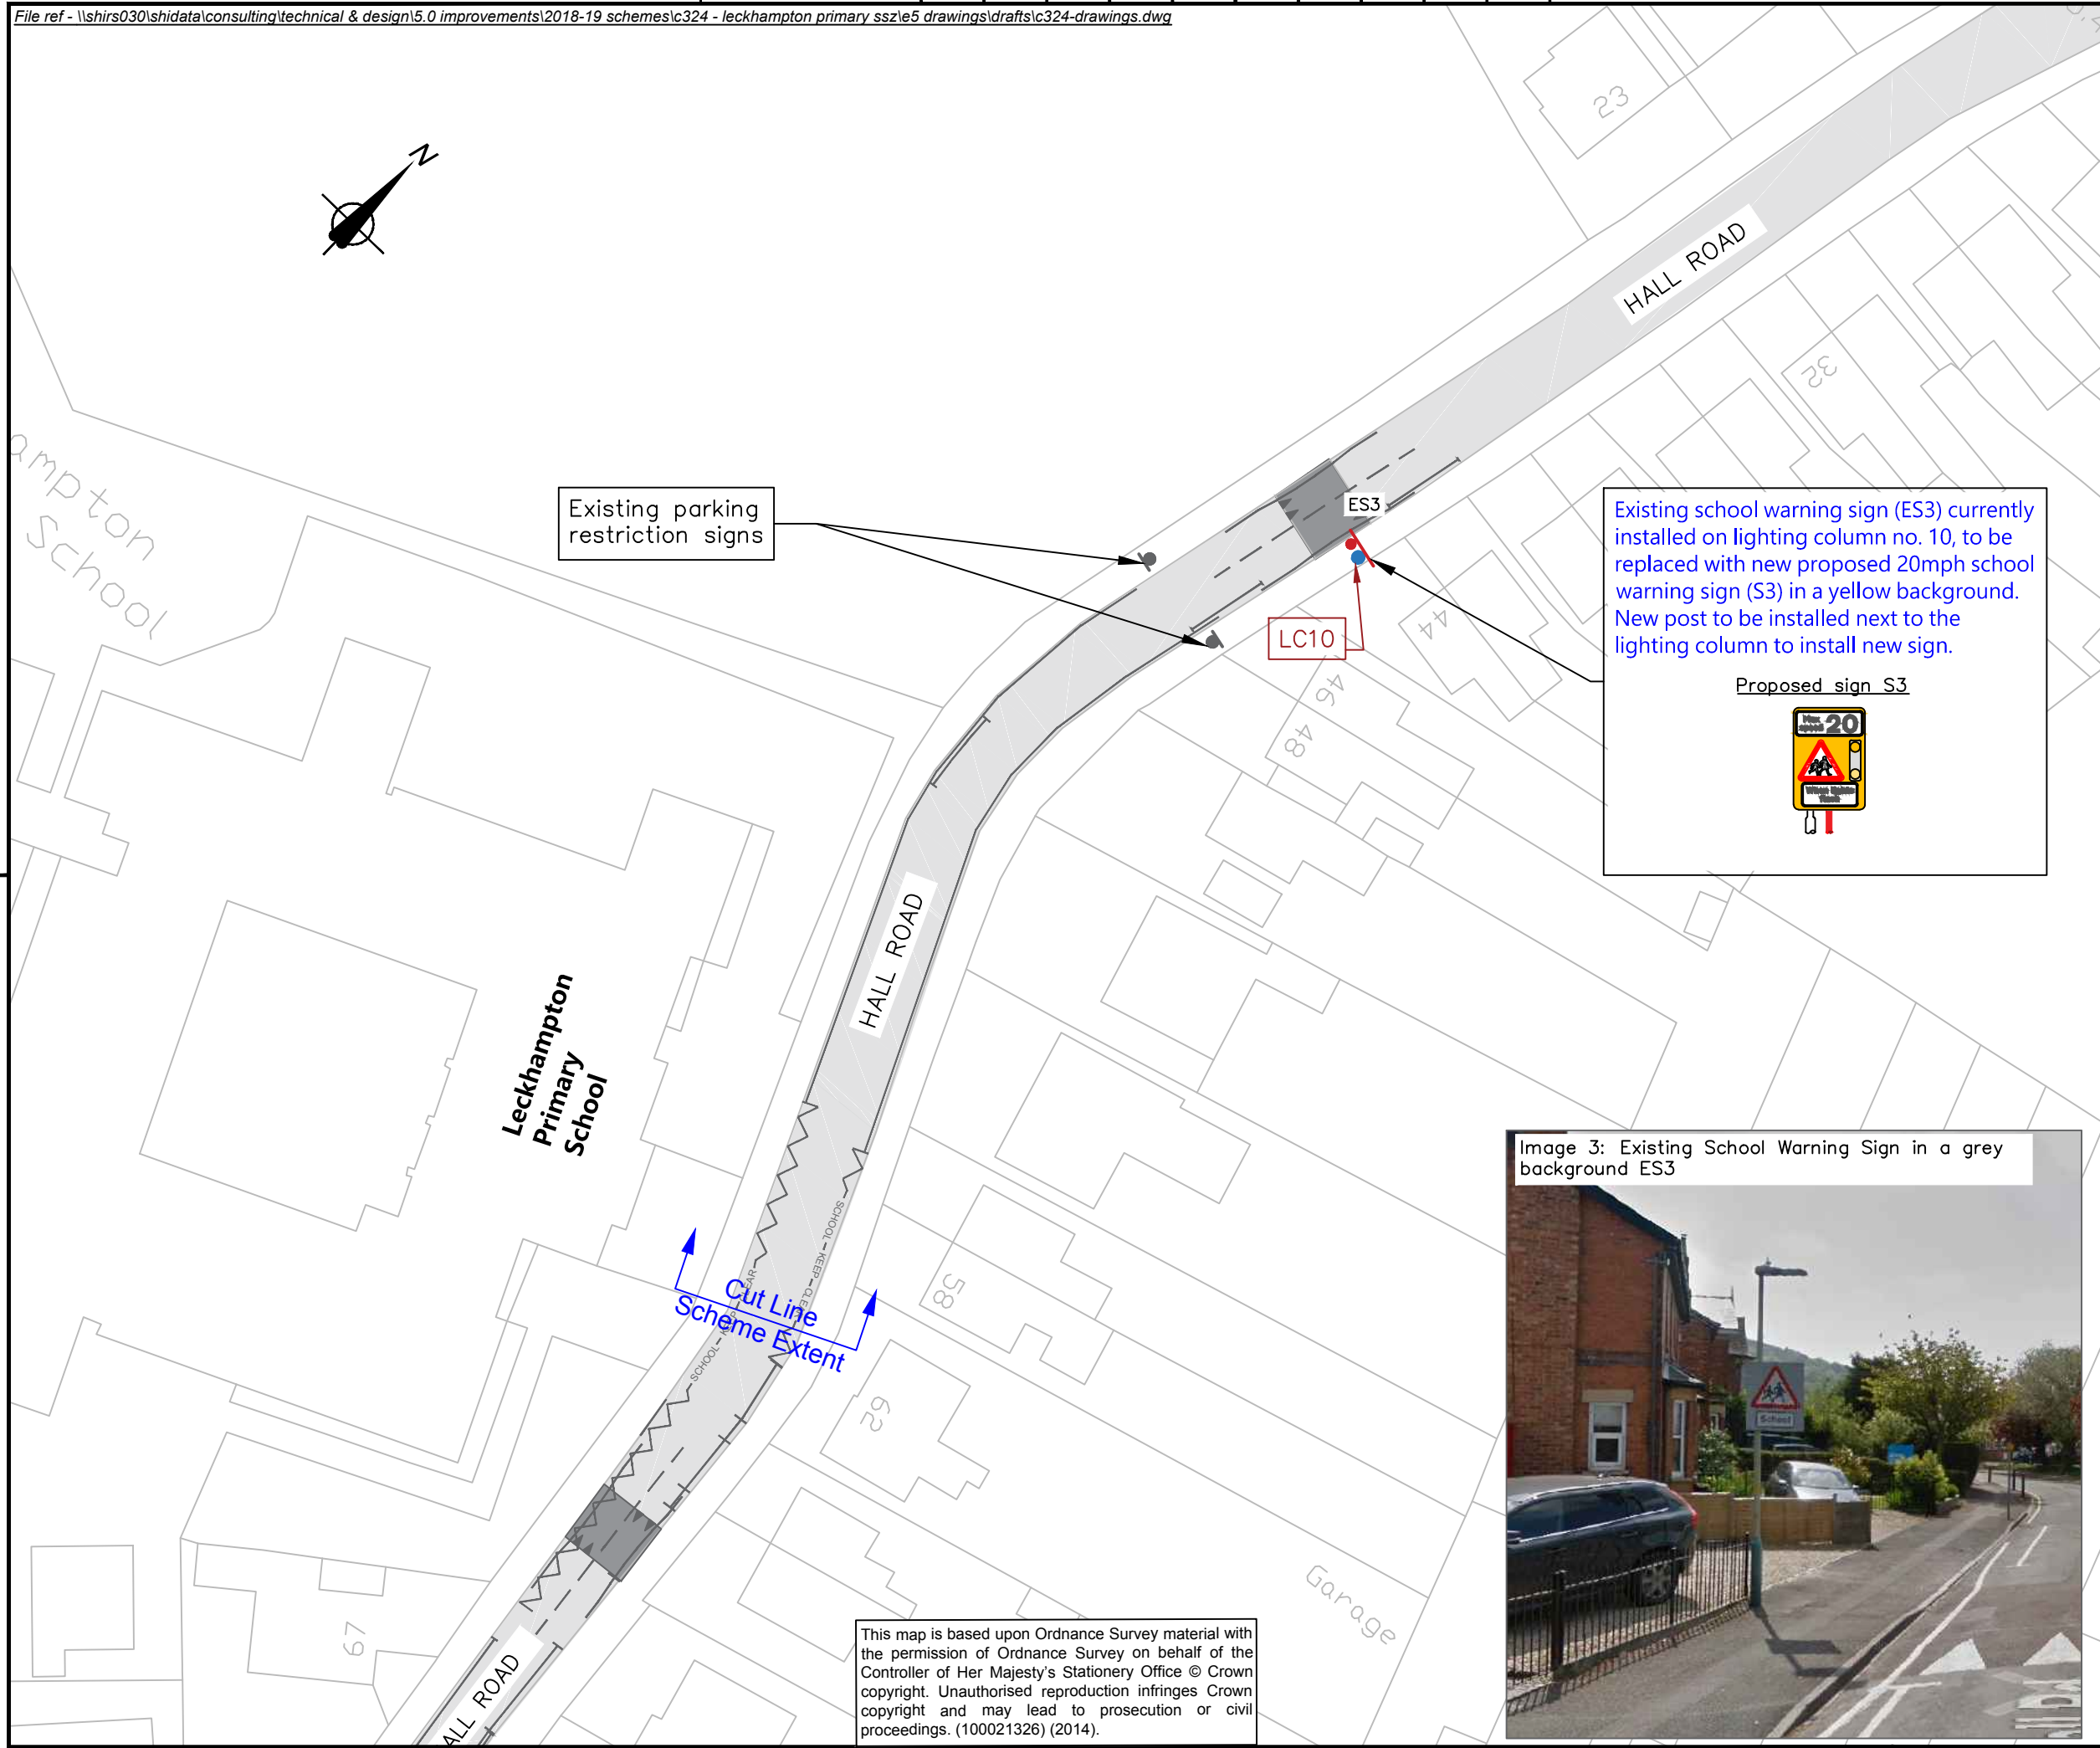 File ref - \\shirs030\shidata\consulting\technical & design\5.0 improvements\2018-19 schemes\c324 - leckhampton primary ssz\e5 drawings\drafts\c324-drawings.dwg
N
23
HALL ROAD
32
ampton
School
Existing parking
restriction signs
ES3
LC10
44
46
48
Existing school warning sign (ES3) currently
installed on lighting column no. 10, to be
replaced with new proposed 20mph school
warning sign (S3) in a yellow background.
New post to be installed next to the
lighting column to install new sign.
Proposed sign S3
Max
speed 20
When lights
flash
HALL ROAD
Leckhampton
Primary
School
SCHOOL KEEP
SCHOOL
Cut Line
Scheme Extent
58
62
67
ALL ROAD
Garage
Image 3: Existing School Warning Sign in a grey
background ES3
School
This map is based upon Ordnance Survey material with
the permission of Ordnance Survey on behalf of the
Controller of Her Majesty's Stationery Office © Crown
copyright. Unauthorised reproduction infringes Crown
copyright and may lead to prosecution or civil
proceedings. (100021326) (2014).